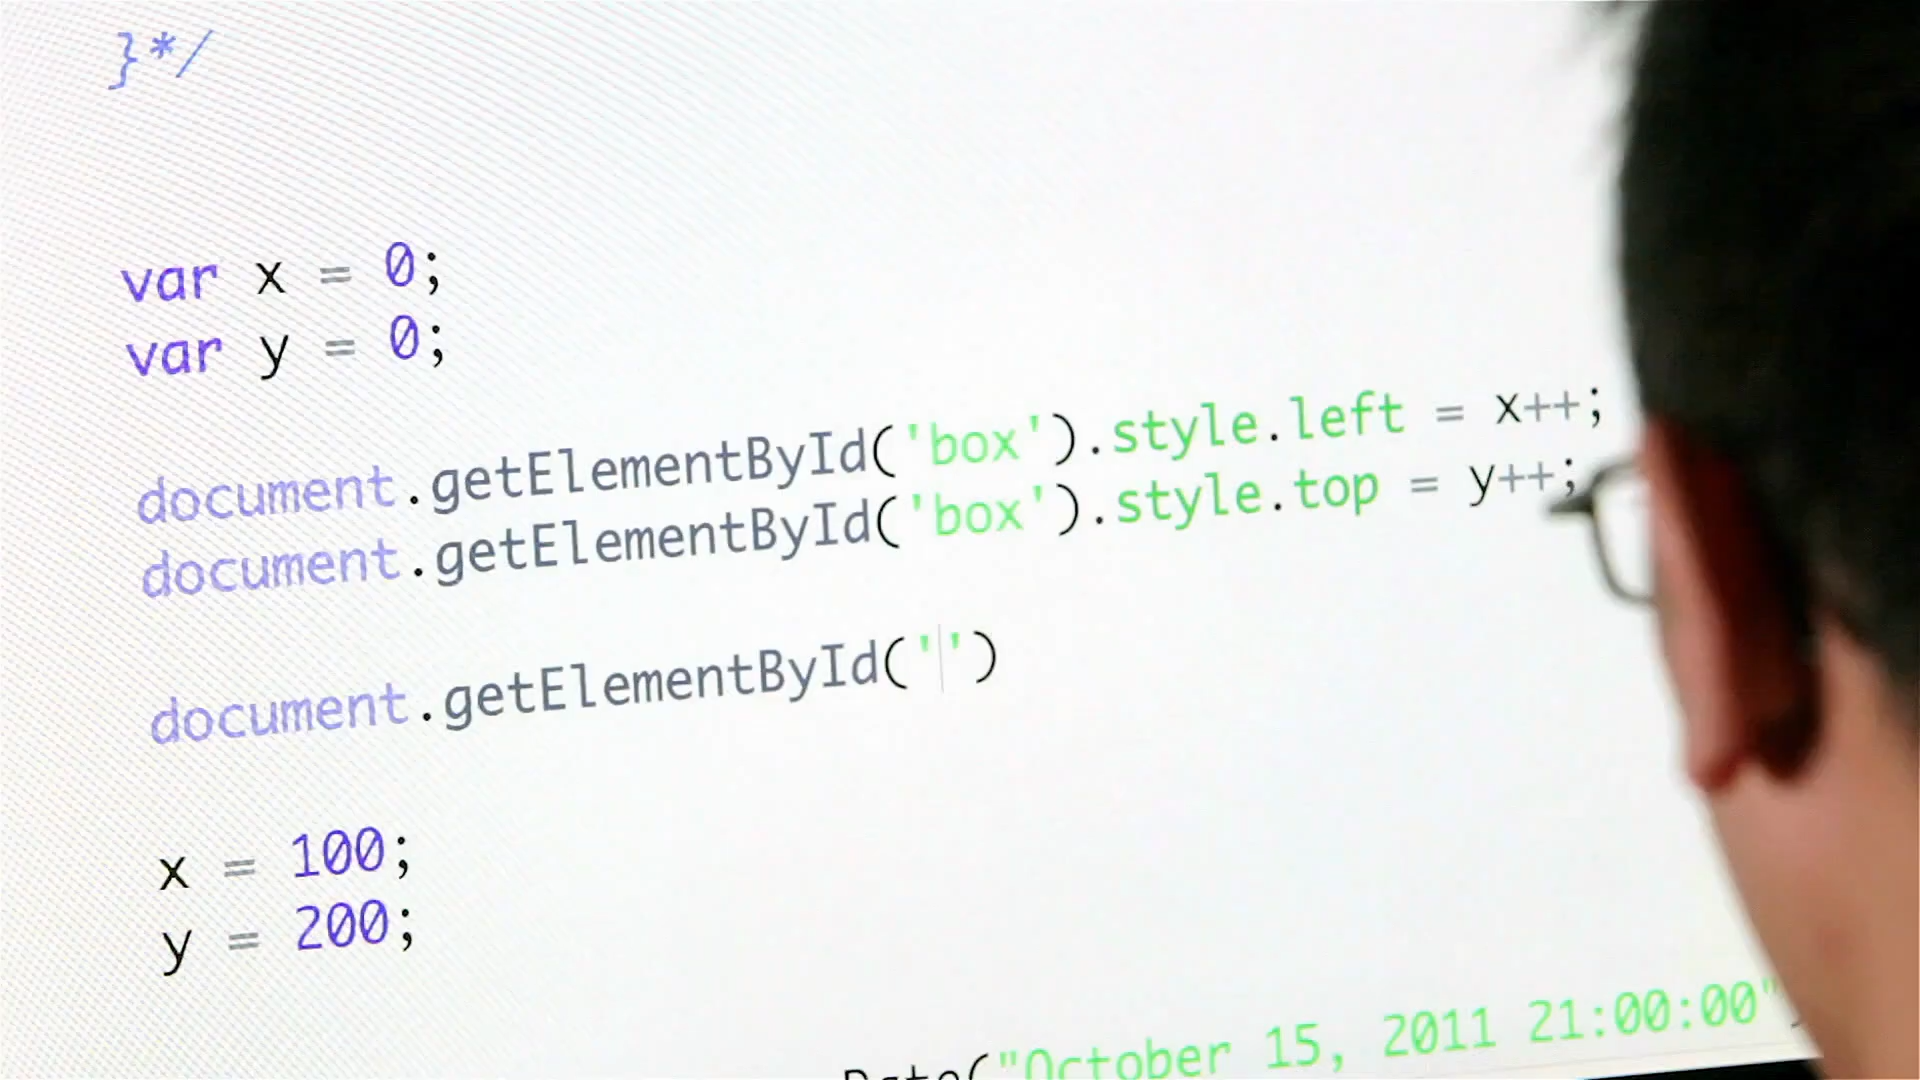 }*/
var x = 0;
var y = 0;
document.getElementById('box').style.left = x++;
document.getElementById('box').style.top = y++;
document.getElementById('')
x = 100;
y = 200;
Date("October 15, 2011 21:00:00"